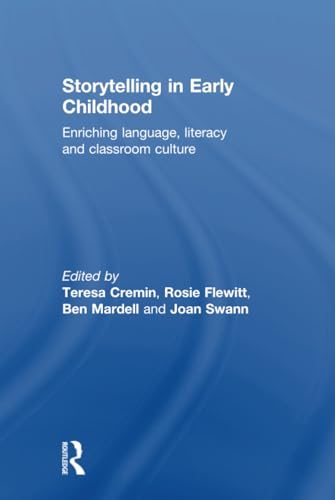 Storytelling in Early
Childhood
Enriching language, literacy
and classroom culture
Edited by
Teresa Cremin, Rosie Flewitt,
Ben Mardell and Joan Swann
ROUTLEDGE